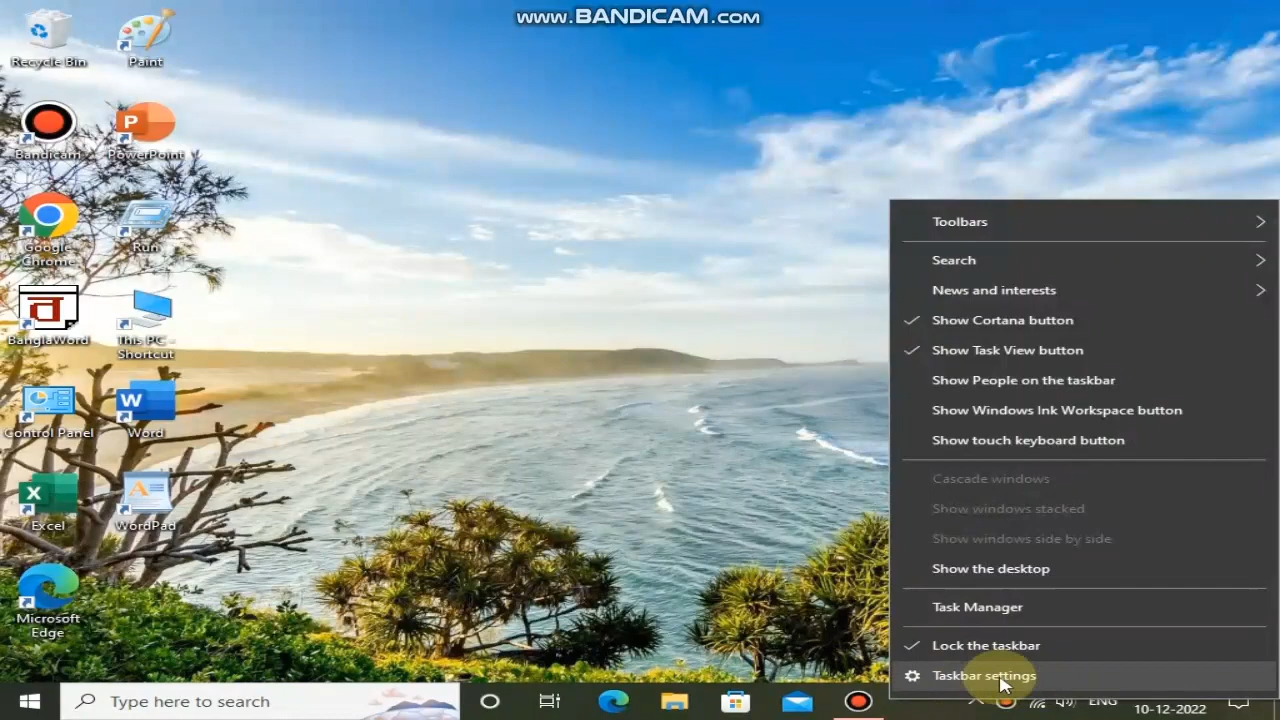 www.BANDICAM.com
Recycle Bin
Paint
Bandicam
PowerPoint
Google
Chrome
Run
BanglaWord
This PC -
Shortcut
Control Panel
Word
Excel
WordPad
Microsoft
Edge
Toolbars
Search
News and interests
Show Cortana button
Show Task View button
Show People on the taskbar
Show Windows Ink Workspace button
Show touch keyboard button
Cascade windows
Show windows stacked
Show windows side by side
Show the desktop
Task Manager
Lock the taskbar
Taskbar settings
Type here to search
ENG
10-12-2022